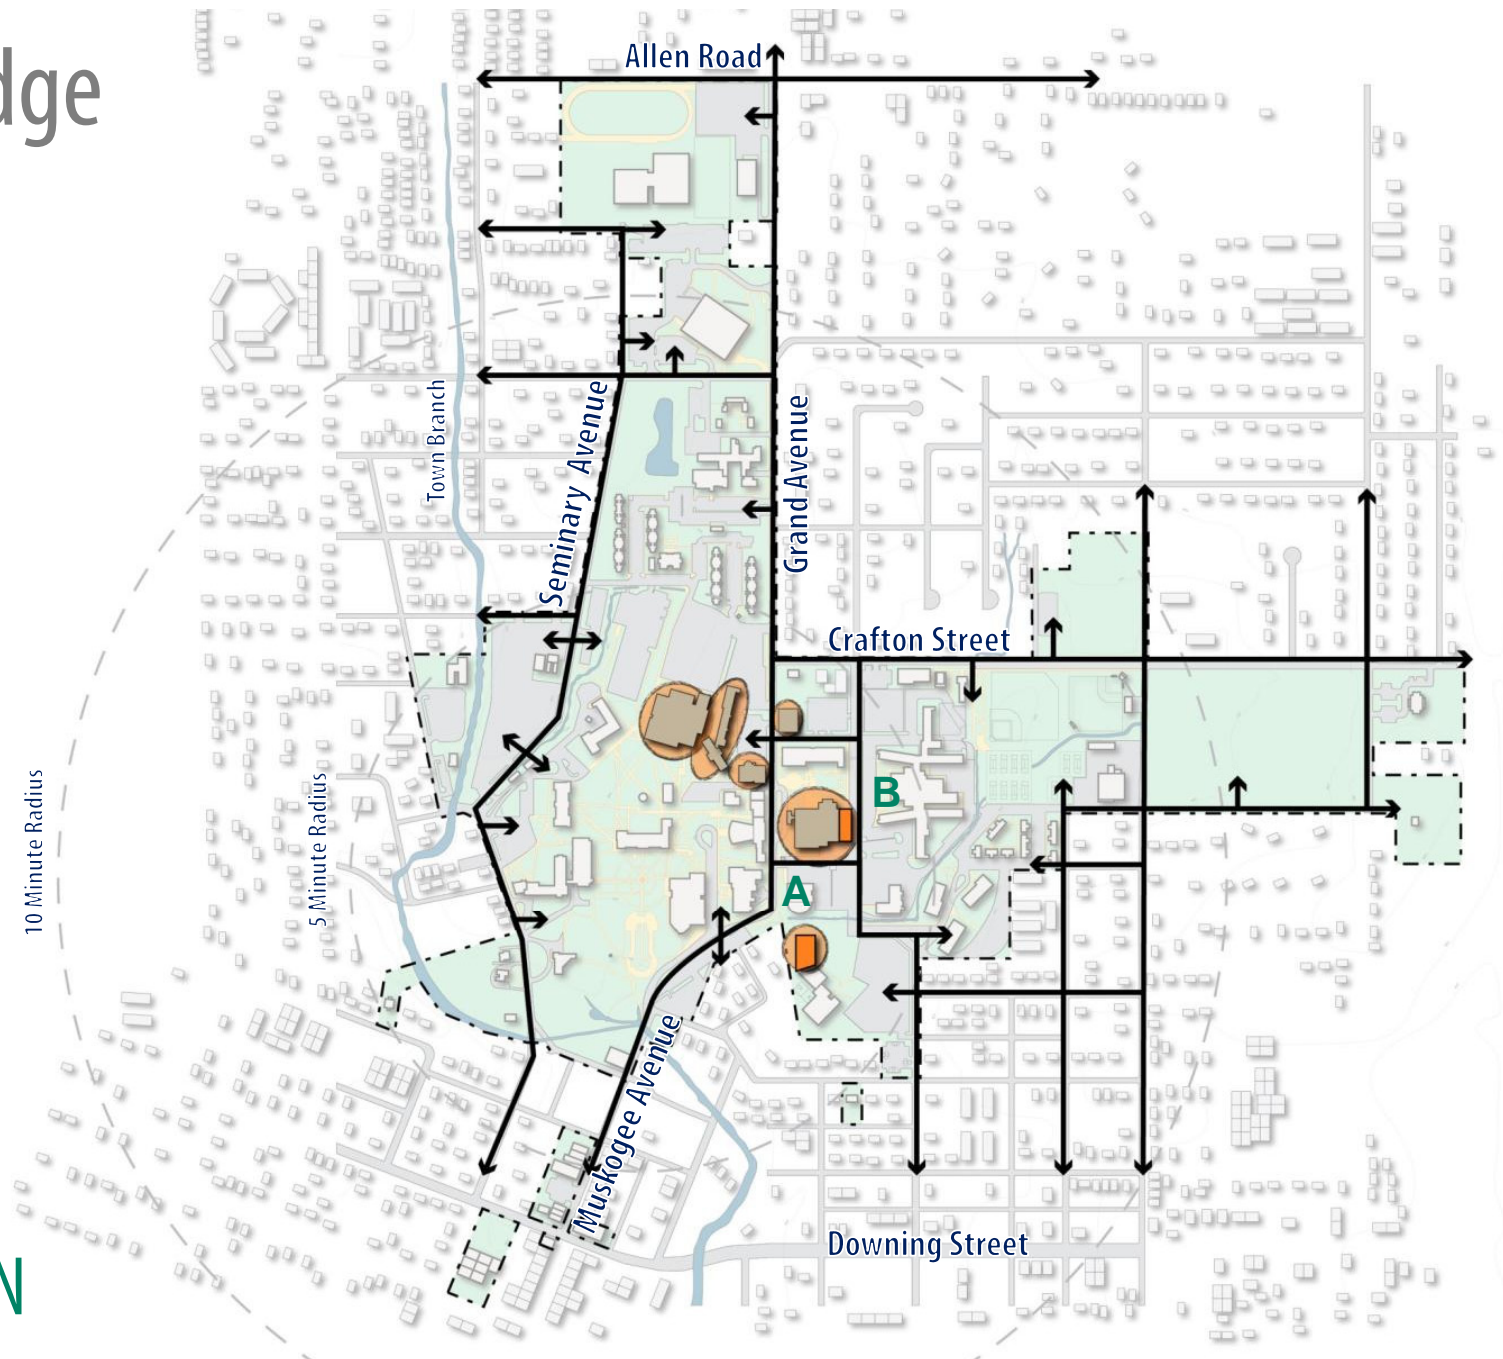 dge
Allen Road
Town Branch
Seminary Avenue
Grand Avenue
Crafton Street
10 Minute Radius
5 Minute Radius
B
A
Muskogee Avenue
Downing Street
N